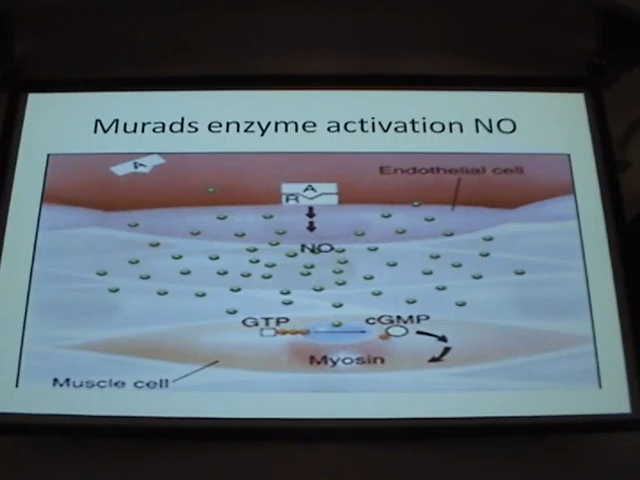 Murads enzyme activation NO
A
Endothelial cell
A
R
NO
GTP
cGMP
Myosin
Muscle cell